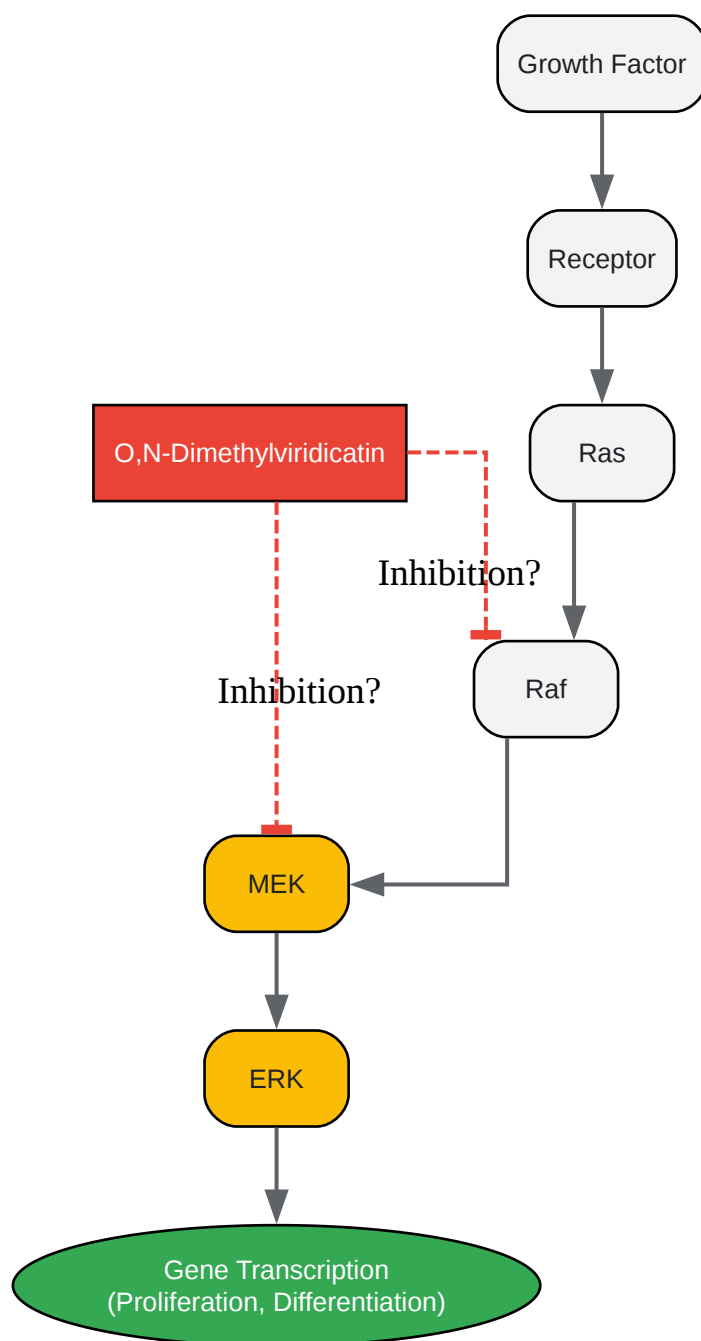 Growth Factor
Receptor
O,N-Dimethylviridicatin
Ras
Inhibition?
Inhibition?
Raf
MEK
ERK
Gene Transcription
(Proliferation, Differentiation)